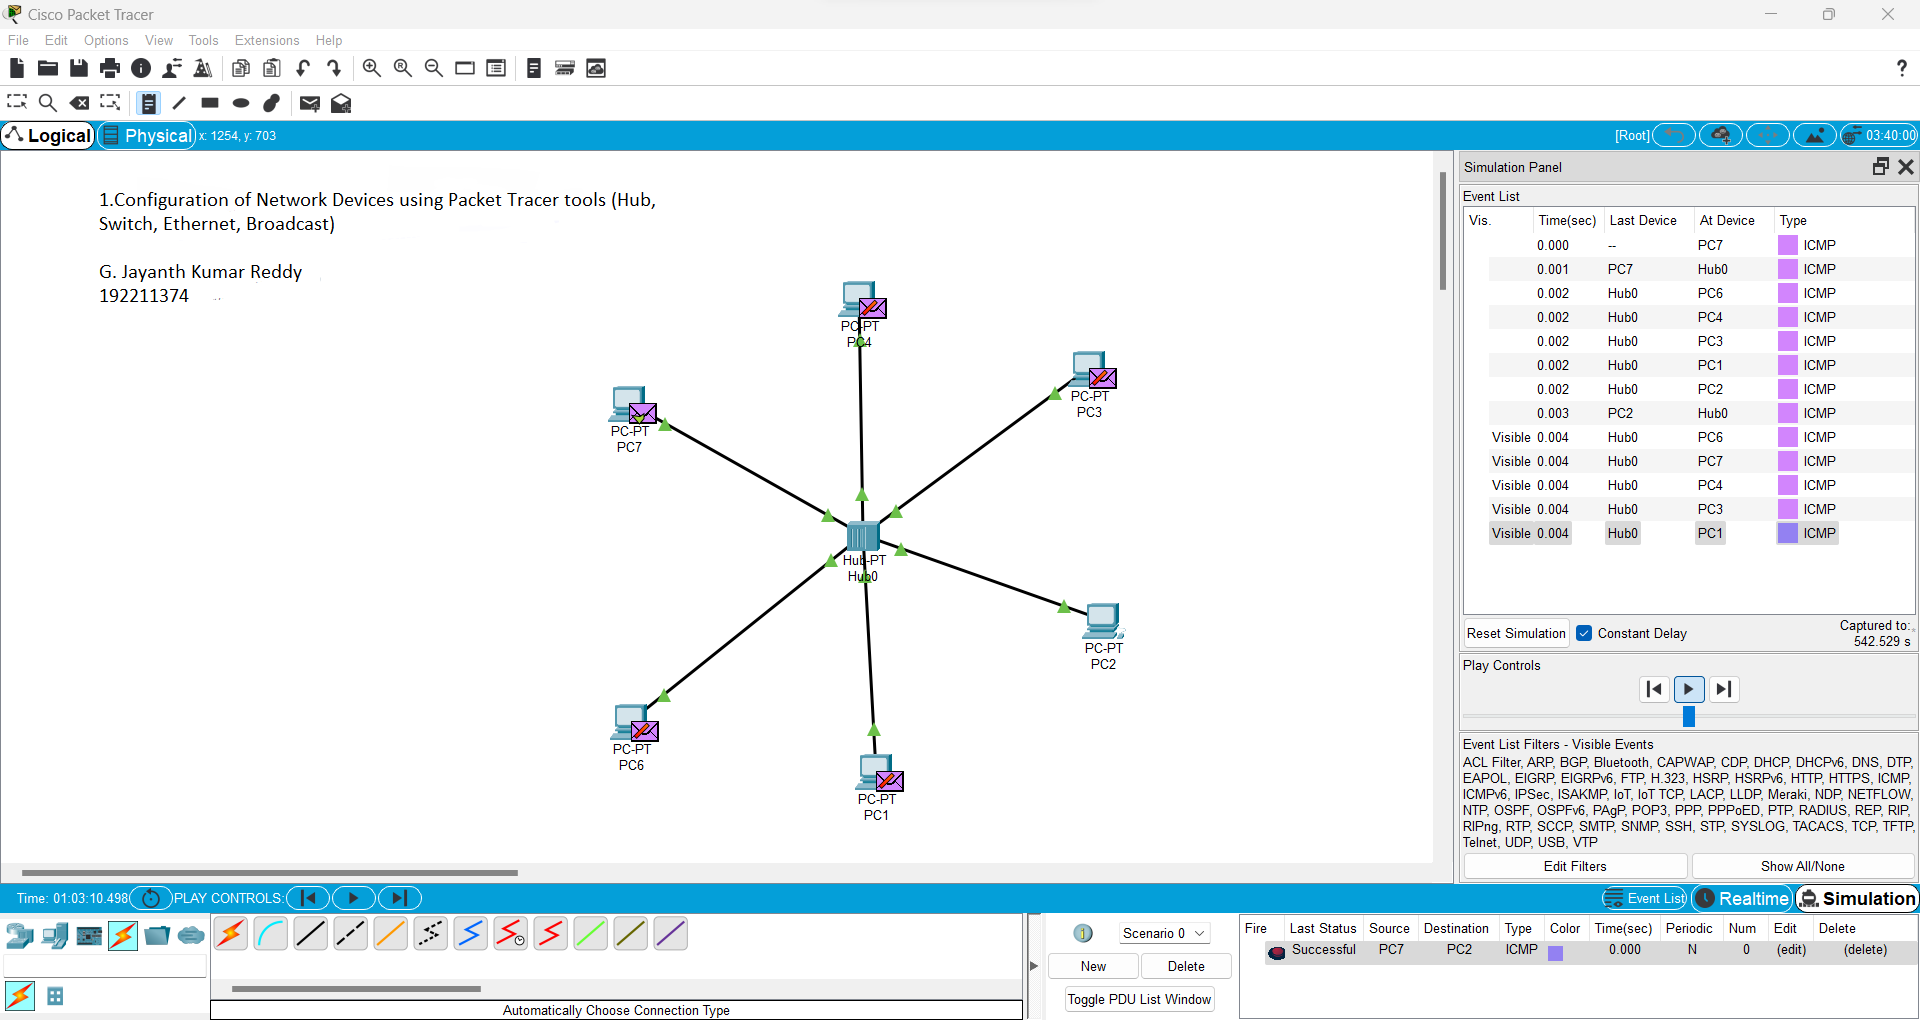 Cisco Packet Tracer
File Edit Options View Tools Extensions Help
?
Logical Physical x: 1254, y: 703 [Root] 03:40:00
1.Configuration of Network Devices using Packet Tracer tools (Hub,
Switch, Ethernet, Broadcast)
G. Jayanth Kumar Reddy
192211374
PC-PT
PC4
PC-PT
PC3
PC-PT
PC7
Hub-PT
Hub0
PC-PT
PC2
PC-PT
PC6
PC-PT
PC1
Simulation Panel
Event List
Vis. Time(sec) Last Device At Device Type
0.000 -- PC7 ICMP
0.001 PC7 Hub0 ICMP
0.002 Hub0 PC6 ICMP
0.002 Hub0 PC4 ICMP
0.002 Hub0 PC3 ICMP
0.002 Hub0 PC1 ICMP
0.002 Hub0 PC2 ICMP
0.003 PC2 Hub0 ICMP
Visible 0.004 Hub0 PC6 ICMP
Visible 0.004 Hub0 PC7 ICMP
Visible 0.004 Hub0 PC4 ICMP
Visible 0.004 Hub0 PC3 ICMP
Visible 0.004 Hub0 PC1 ICMP
Reset Simulation Constant Delay Captured to:
542.529 s
Play Controls
Event List Filters - Visible Events
ACL Filter, ARP, BGP, Bluetooth, CAPWAP, CDP, DHCP, DHCPv6, DNS, DTP,
EAPOL, EIGRP, EIGRPv6, FTP, H.323, HSRP, HSRPv6, HTTP, HTTPS, ICMP,
ICMPv6, IPSec, ISAKMP, IoT, IoT TCP, LACP, LLDP, Meraki, NDP, NETFLOW,
NTP, OSPF, OSPFv6, PAgP, POP3, PPP, PPPoED, PTP, RADIUS, REP, RIP,
RIPng, RTP, SCCP, SMTP, SNMP, SSH, STP, SYSLOG, TACACS, TCP, TFTP,
Telnet, UDP, USB, VTP
Edit Filters Show All/None
Time: 01:03:10.498 PLAY CONTROLS: Event List Realtime Simulation
Automatically Choose Connection Type
Scenario 0
New Delete
Toggle PDU List Window
Fire Last Status Source Destination Type Color Time(sec) Periodic Num Edit Delete
Successful PC7 PC2 ICMP 0.000 N 0 (edit) (delete)